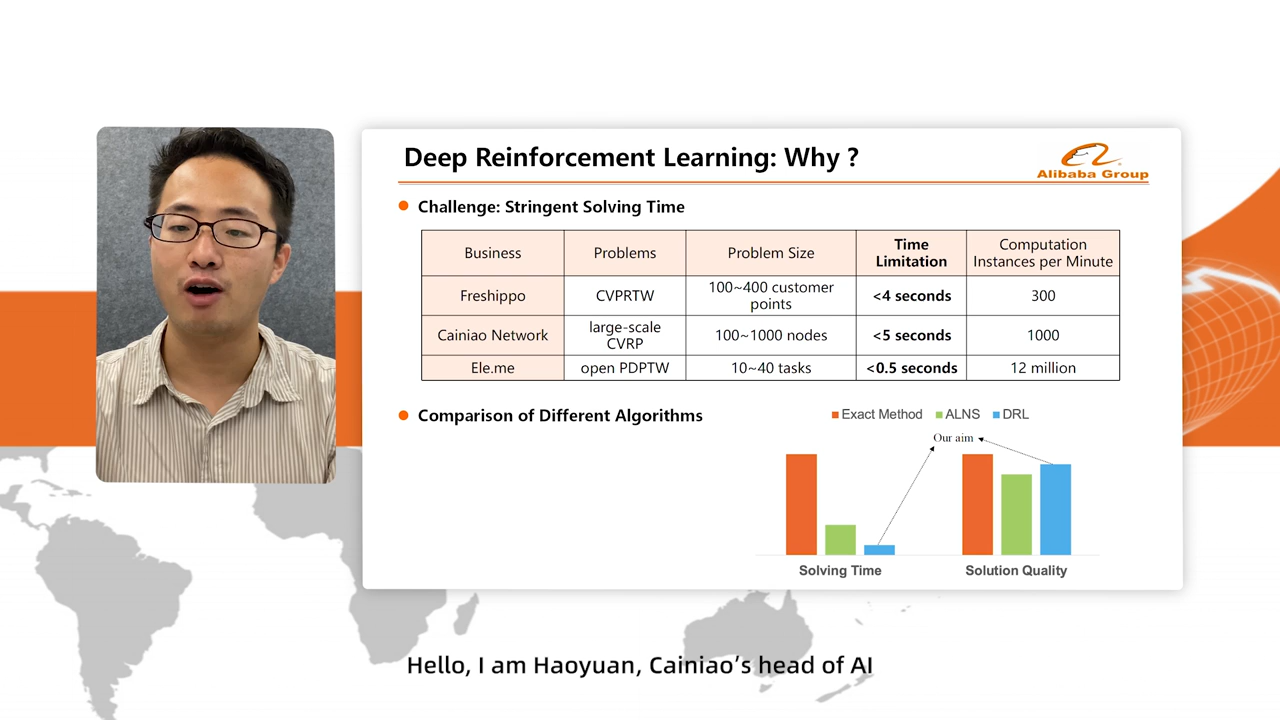 Deep Reinforcement Learning: Why ?
Alibaba Group
Challenge: Stringent Solving Time
Business
Problems
Problem Size
Time
Limitation
Computation
Instances per Minute
Freshippo
CVPRTW
100~400 customer
points
<4 seconds
300
Cainiao Network
large-scale
CVRP
100~1000 nodes
<5 seconds
1000
Ele.me
open PDPTW
10~40 tasks
<0.5 seconds
12 million
Comparison of Different Algorithms
Exact Method
ALNS
DRL
Our aim
Solving Time
Solution Quality
Hello, I am Haoyuan, Cainiao's head of AI